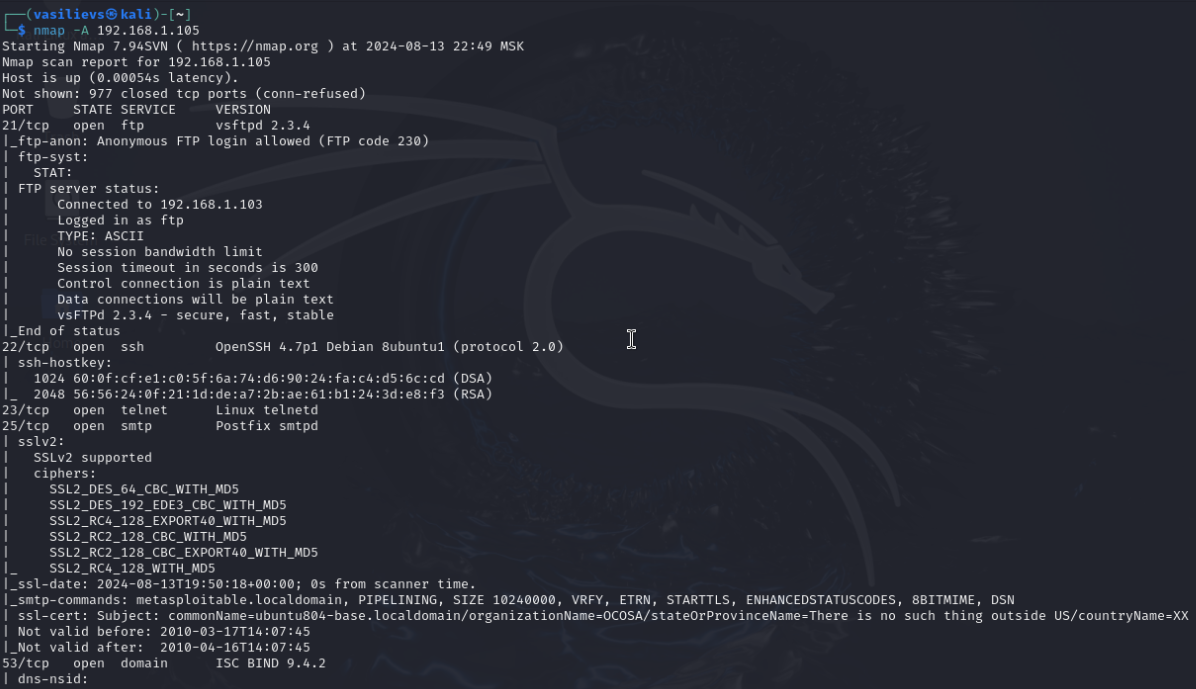 ┌──(vasilievs㉿kali)-[~]
└─$ nmap -A 192.168.1.105
Starting Nmap 7.94SVN ( https://nmap.org ) at 2024-08-13 22:49 MSK
Nmap scan report for 192.168.1.105
Host is up (0.00054s latency).
Not shown: 977 closed tcp ports (conn-refused)
PORT     STATE SERVICE     VERSION
21/tcp   open  ftp         vsftpd 2.3.4
|_ftp-anon: Anonymous FTP login allowed (FTP code 230)
| ftp-syst:
|   STAT:
| FTP server status:
|      Connected to 192.168.1.103
|      Logged in as ftp
|      TYPE: ASCII
|      No session bandwidth limit
|      Session timeout in seconds is 300
|      Control connection is plain text
|      Data connections will be plain text
|      vsFTPd 2.3.4 - secure, fast, stable
|_End of status
22/tcp   open  ssh         OpenSSH 4.7p1 Debian 8ubuntu1 (protocol 2.0)
| ssh-hostkey:
|   1024 60:0f:cf:e1:c0:5f:6a:74:d6:90:24:fa:c4:d5:6c:cd (DSA)
|_  2048 56:56:24:0f:21:1d:de:a7:2b:ae:61:b1:24:3d:e8:f3 (RSA)
23/tcp   open  telnet      Linux telnetd
25/tcp   open  smtp        Postfix smtpd
| sslv2:
|   SSLv2 supported
|   ciphers:
|     SSL2_DES_64_CBC_WITH_MD5
|     SSL2_DES_192_EDE3_CBC_WITH_MD5
|     SSL2_RC4_128_EXPORT40_WITH_MD5
|     SSL2_RC2_128_CBC_WITH_MD5
|     SSL2_RC2_128_CBC_EXPORT40_WITH_MD5
|_    SSL2_RC4_128_WITH_MD5
|_ssl-date: 2024-08-13T19:50:18+00:00; 0s from scanner time.
|_smtp-commands: metasploitable.localdomain, PIPELINING, SIZE 10240000, VRFY, ETRN, STARTTLS, ENHANCEDSTATUSCODES, 8BITMIME, DSN
| ssl-cert: Subject: commonName=ubuntu804-base.localdomain/organizationName=OCOSA/stateOrProvinceName=There is no such thing outside US/countryName=XX
| Not valid before: 2010-03-17T14:07:45
|_Not valid after:  2010-04-16T14:07:45
53/tcp   open  domain      ISC BIND 9.4.2
| dns-nsid: